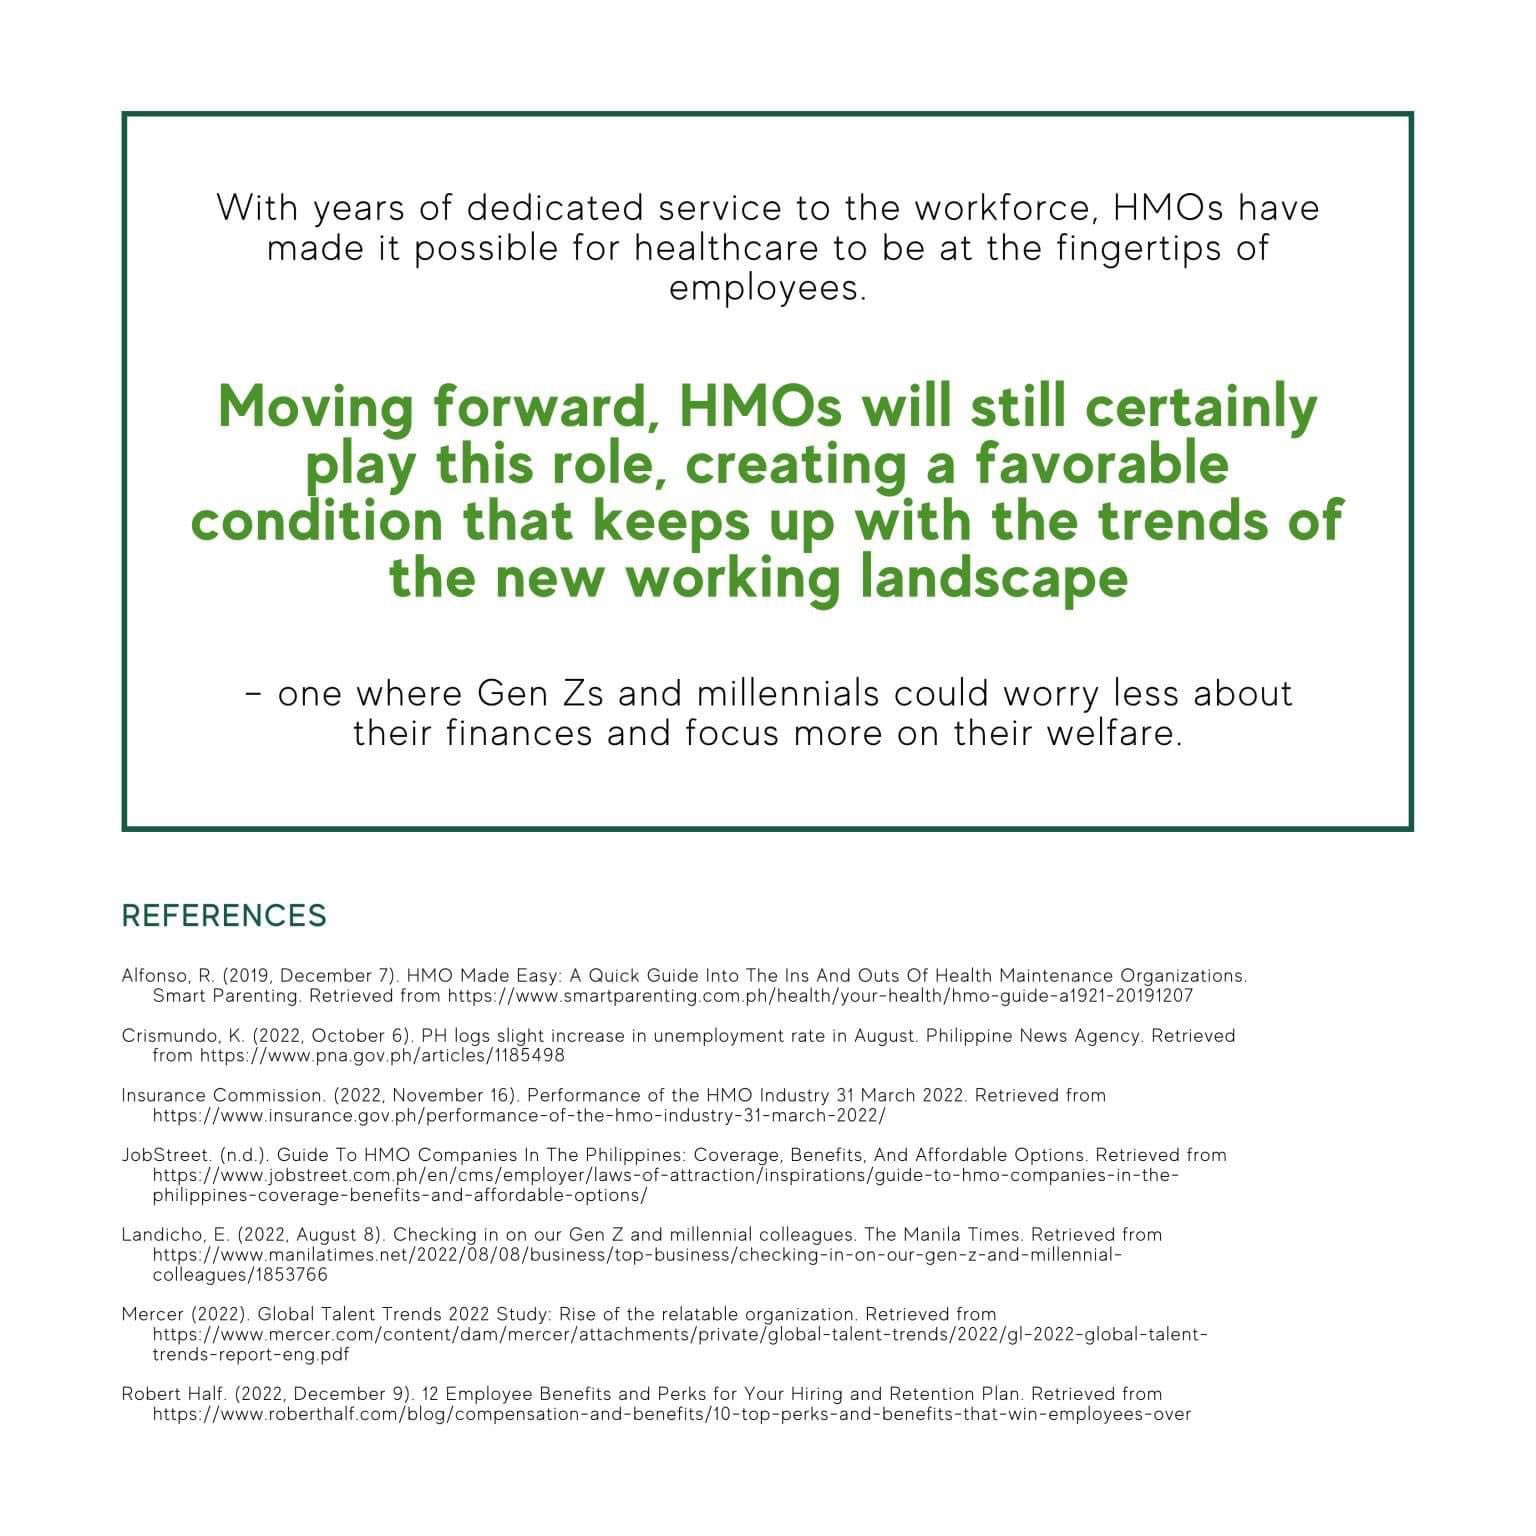 With years of dedicated service to the workforce, HMOs have
made it possible for healthcare to be at the fingertips of
employees.
Moving forward, HMOs will still certainly
play this role, creating a favorable
condition that keeps up with the trends of
the new working landscape
– one where Gen Zs and millennials could worry less about
their finances and focus more on their welfare.
REFERENCES
Alfonso, R. (2019, December 7). HMO Made Easy: A Quick Guide Into The Ins And Outs Of Health Maintenance Organizations.
Smart Parenting. Retrieved from https://www.smartparenting.com.ph/health/your-health/hmo-guide-a1921-20191207
Crismundo, K. (2022, October 6). PH logs slight increase in unemployment rate in August. Philippine News Agency. Retrieved
from https://www.pna.gov.ph/articles/1185498
Insurance Commission. (2022, November 16). Performance of the HMO Industry 31 March 2022. Retrieved from
https://www.insurance.gov.ph/performance-of-the-hmo-industry-31-march-2022/
JobStreet. (n.d.). Guide To HMO Companies In The Philippines: Coverage, Benefits, And Affordable Options. Retrieved from
https://www.jobstreet.com.ph/en/cms/employer/laws-of-attraction/inspirations/guide-to-hmo-companies-in-the-
philippines-coverage-benefits-and-affordable-options/
Landicho, E. (2022, August 8). Checking in on our Gen Z and millennial colleagues. The Manila Times. Retrieved from
https://www.manilatimes.net/2022/08/08/business/top-business/checking-in-on-our-gen-z-and-millennial-
colleagues/1853766
Mercer (2022). Global Talent Trends 2022 Study: Rise of the relatable organization. Retrieved from
https://www.mercer.com/content/dam/mercer/attachments/private/global-talent-trends/2022/gl-2022-global-talent-
trends-report-eng.pdf
Robert Half. (2022, December 9). 12 Employee Benefits and Perks for Your Hiring and Retention Plan. Retrieved from
https://www.roberthalf.com/blog/compensation-and-benefits/10-top-perks-and-benefits-that-win-employees-over